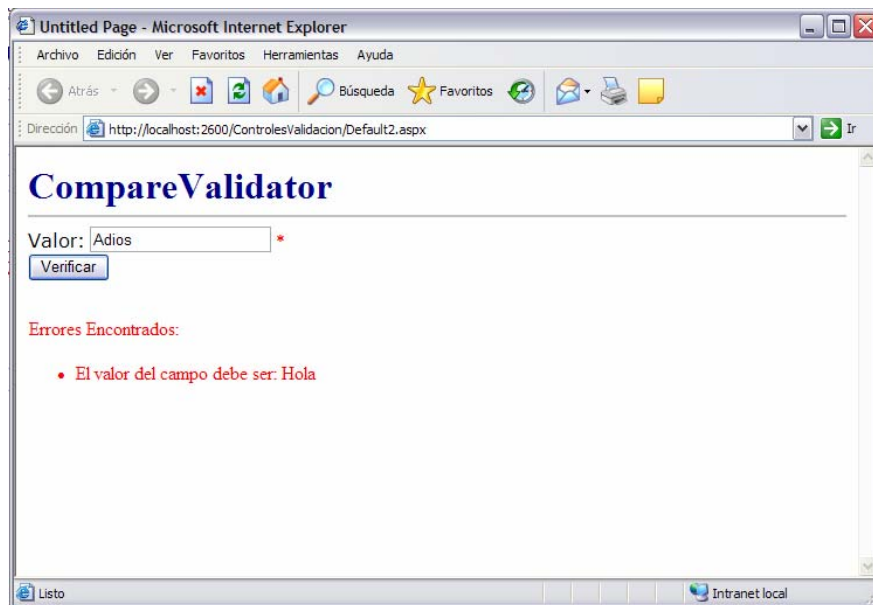 Untitled Page - Microsoft Internet Explorer
Archivo Edición Ver Favoritos Herramientas Ayuda
Atrás Búsqueda Favoritos
Dirección http://localhost:2600/ControlesValidacion/Default2.aspx Ir
CompareValidator
Valor: Adios *
Verificar
Errores Encontrados:
• El valor del campo debe ser: Hola
Listo Intranet local